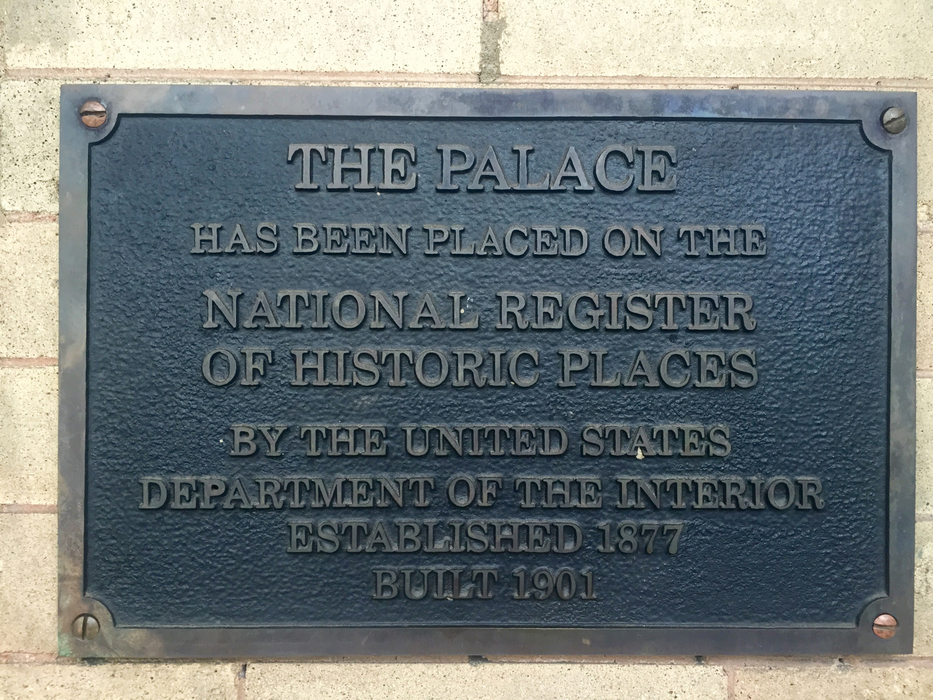 THE PALACE
HAS BEEN PLACED ON THE
NATIONAL REGISTER
OF HISTORIC PLACES
BY THE UNITED STATES
DEPARTMENT OF THE INTERIOR
ESTABLISHED 1877
BUILT 1901